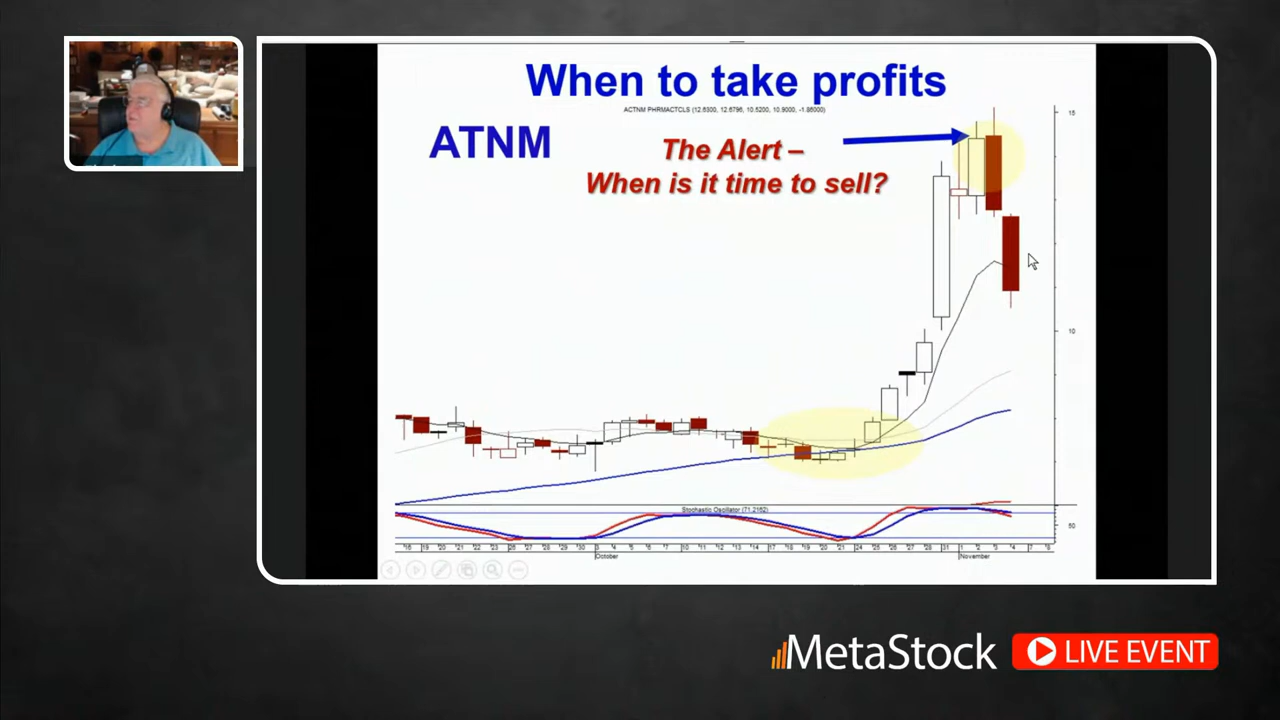 When to take profits
ACTNM PHRMACTCLS (12.6300, 12.6796, 10.5200, 10.9000, -1.86000)
ATNM
The Alert –
When is it time to sell?
15
10
Stochastic Oscillator (71.2162)
50
October
November
MetaStock
LIVE EVENT